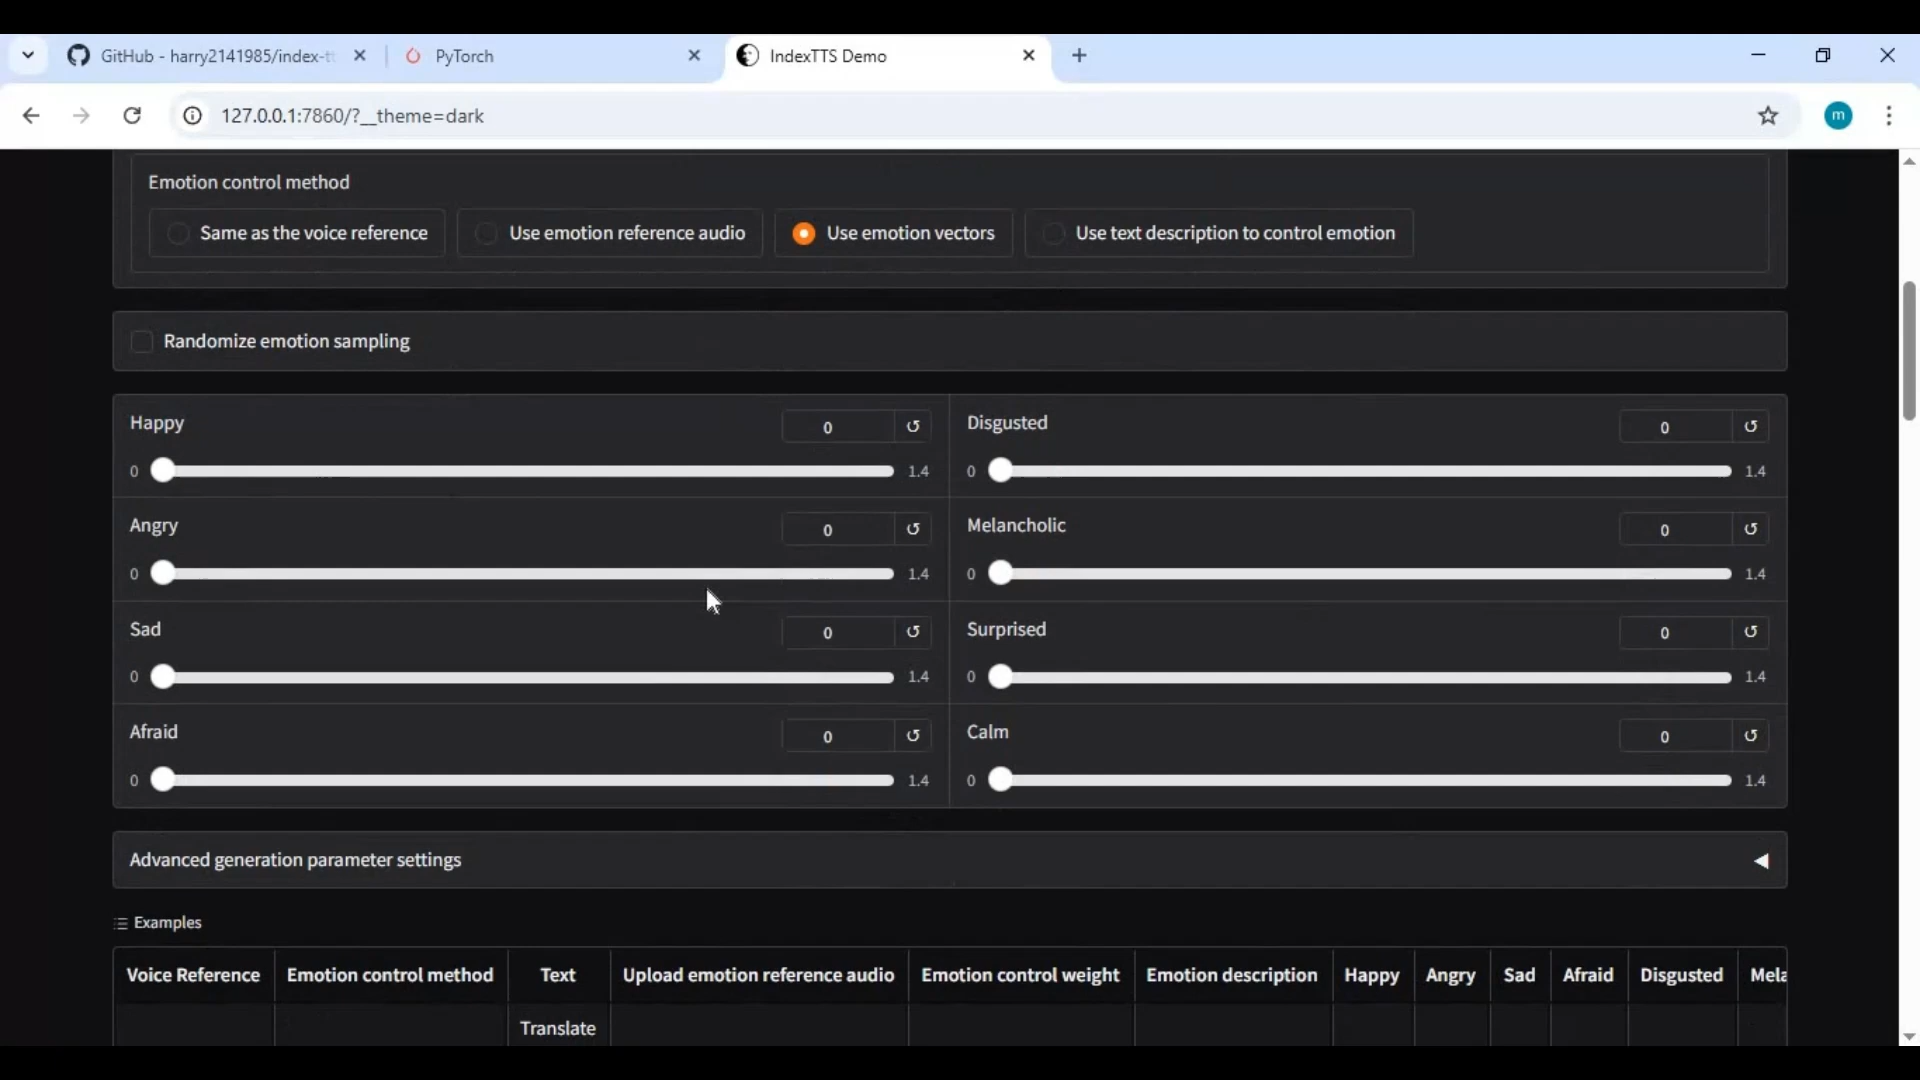 GitHub - harry2141985/index-tt
PyTorch
IndexTTS Demo
127.0.0.1:7860/?__theme=dark
m
Emotion control method
Same as the voice reference
Use emotion reference audio
Use emotion vectors
Use text description to control emotion
Randomize emotion sampling
Happy
0
0
1.4
Disgusted
0
0
1.4
Angry
0
0
1.4
Melancholic
0
0
1.4
Sad
0
0
1.4
Surprised
0
0
1.4
Afraid
0
0
1.4
Calm
0
0
1.4
Advanced generation parameter settings
Examples
Voice Reference Emotion control method Text Upload emotion reference audio Emotion control weight Emotion description Happy Angry Sad Afraid Disgusted Mela
Translate